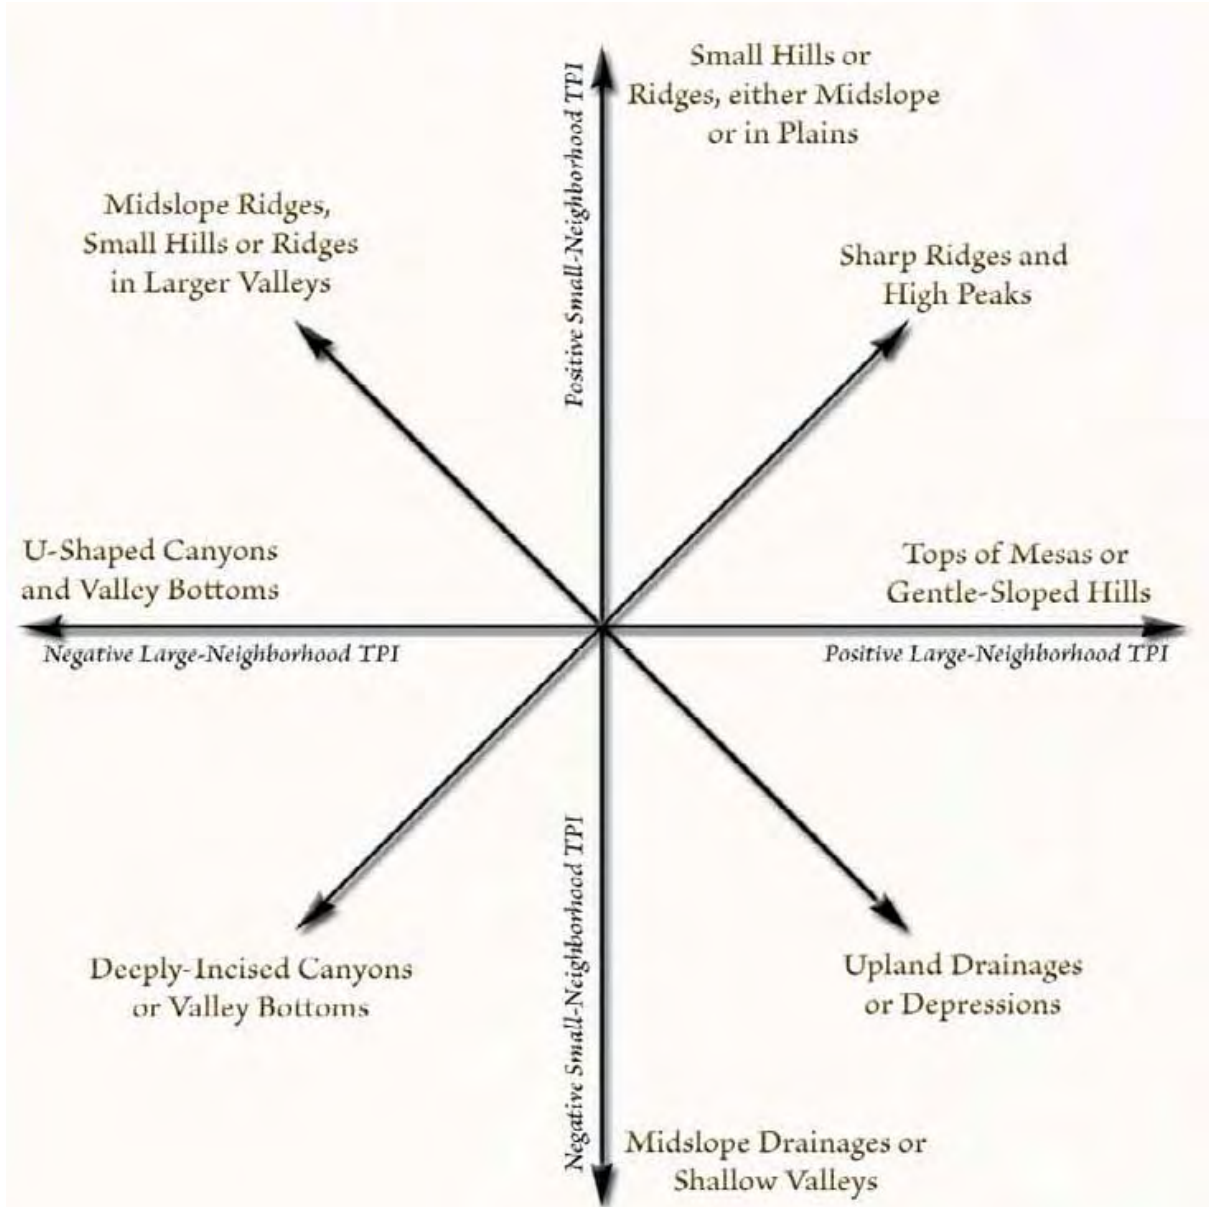 Small Hills or
Ridges, either Midslope
or in Plains
Positive Small-Neighborhood TPI
Midslope Ridges,
Small Hills or Ridges
in Larger Valleys
Sharp Ridges and
High Peaks
U-Shaped Canyons
and Valley Bottoms
Tops of Mesas or
Gentle-Sloped Hills
Negative Large-Neighborhood TPI
Positive Large-Neighborhood TPI
Negative Small-Neighborhood TPI
Deeply-Incised Canyons
or Valley Bottoms
Upland Drainages
or Depressions
Midslope Drainages or
Shallow Valleys